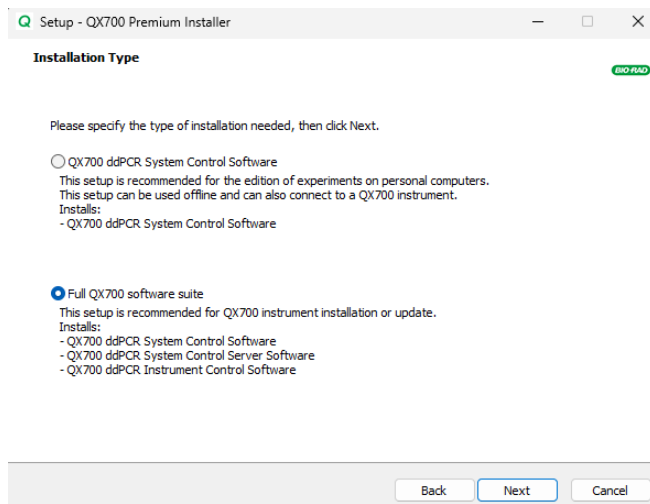 Setup - QX700 Premium Installer
Installation Type
BIO-RAD
Please specify the type of installation needed, then click Next.
QX700 ddPCR System Control Software
This setup is recommended for the edition of experiments on personal computers.
This setup can be used offline and can also connect to a QX700 instrument.
Installs:
- QX700 ddPCR System Control Software
Full QX700 software suite
This setup is recommended for QX700 instrument installation or update.
Installs:
- QX700 ddPCR System Control Software
- QX700 ddPCR System Control Server Software
- QX700 ddPCR Instrument Control Software
Back Next Cancel